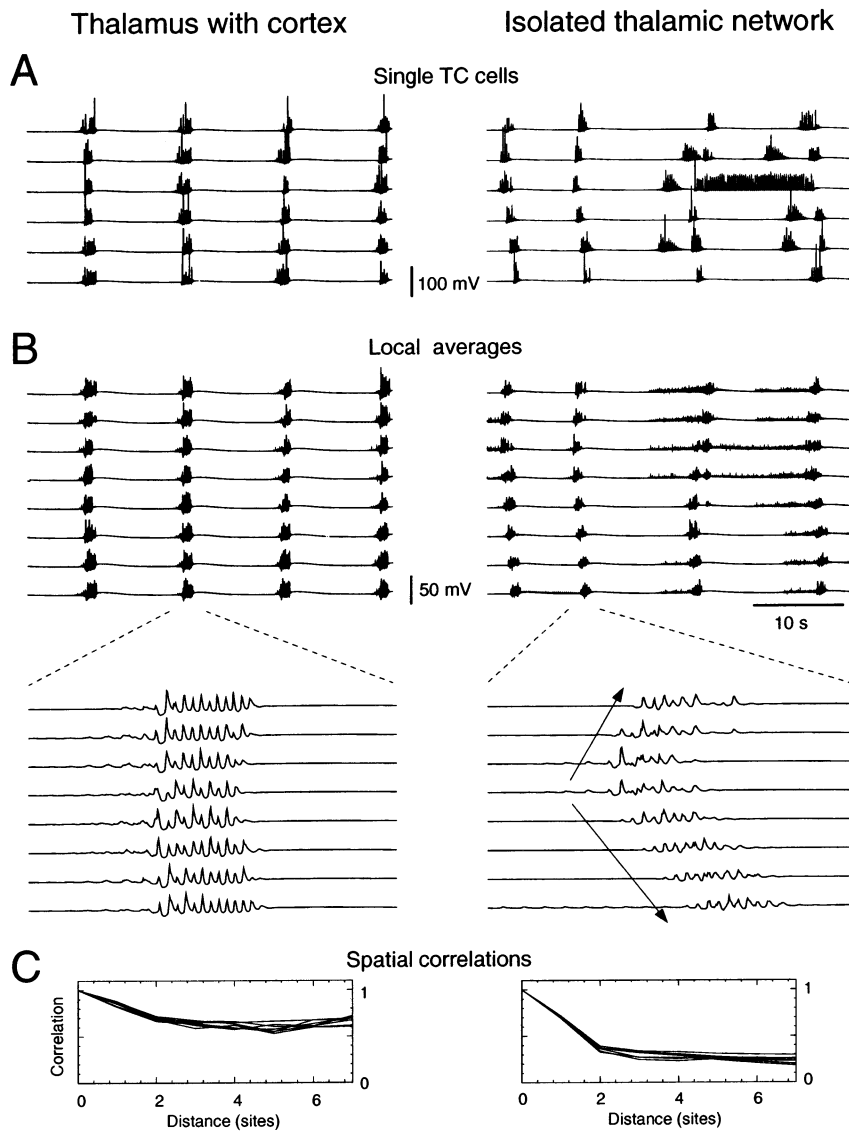 Thalamus with cortex
Isolated thalamic network
A
Single TC cells
100 mV
B
Local averages
50 mV
10 s
C
Spatial correlations
Correlation
1
0
0 2 4 6
Distance (sites)
1
0
0 2 4 6
Distance (sites)